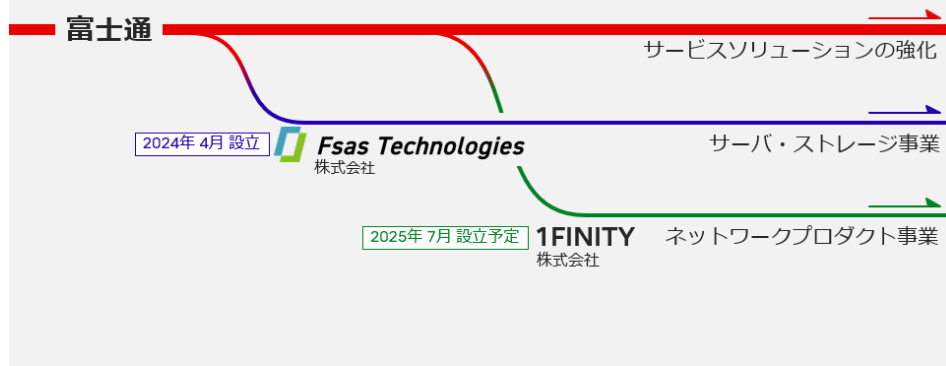 富士通
サービスソリューションの強化
2024年 4月 設立
Fsas Technologies
株式会社
サーバ・ストレージ事業
2025年 7月 設立予定
1FINITY
株式会社
ネットワークプロダクト事業